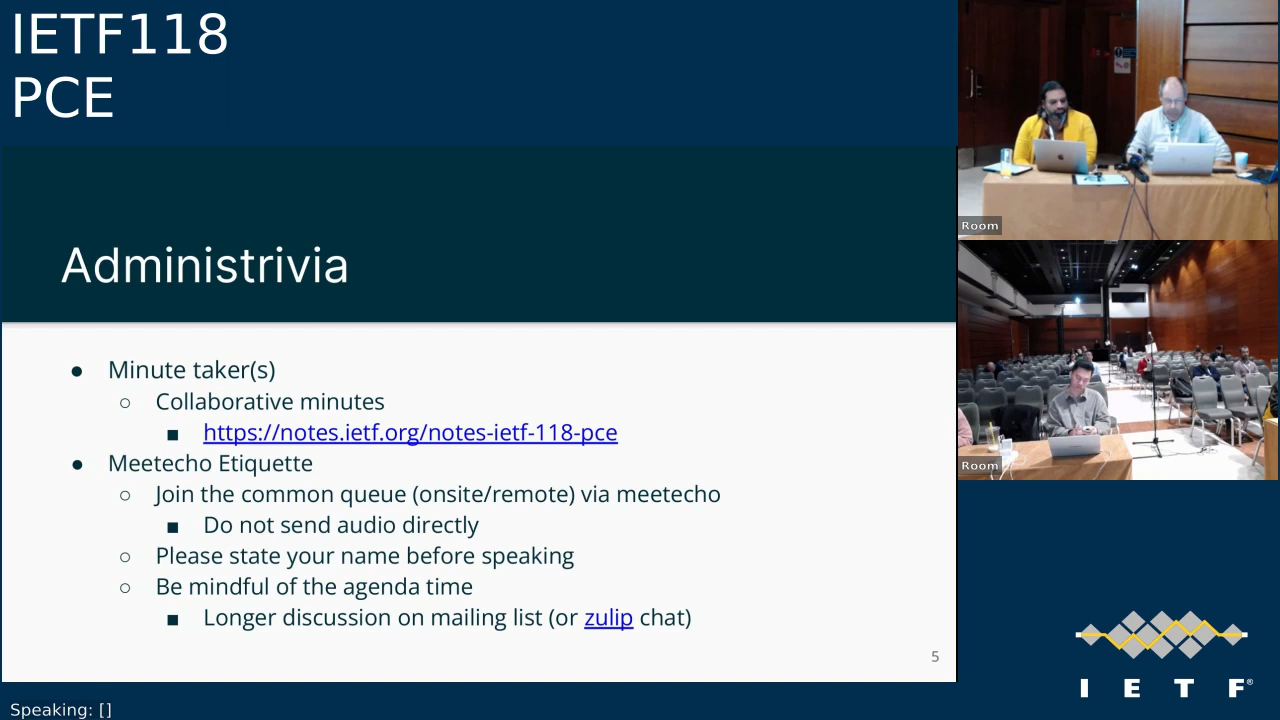 IETF118
PCE
Administrivia
● Minute taker(s)
○ Collaborative minutes
■ https://notes.ietf.org/notes-ietf-118-pce
● Meetecho Etiquette
○ Join the common queue (onsite/remote) via meetecho
■ Do not send audio directly
○ Please state your name before speaking
○ Be mindful of the agenda time
■ Longer discussion on mailing list (or zulip chat)
5
Room
Room
I E T F®
Speaking: []